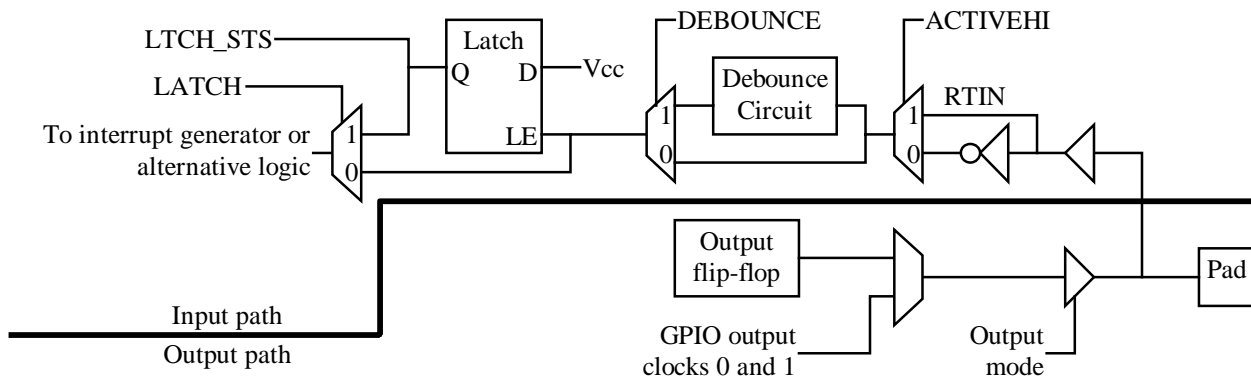 DEBOUNCE
ACTIVEHI
LTCH_STS
Latch
Q
D
Vcc
Debounce
Circuit
LATCH
RTIN
1
1
1
To interrupt generator or
alternative logic
LE
0
0
0
Output
flip-flop
Pad
Input path
Output path
GPIO output
clocks 0 and 1
Output
mode